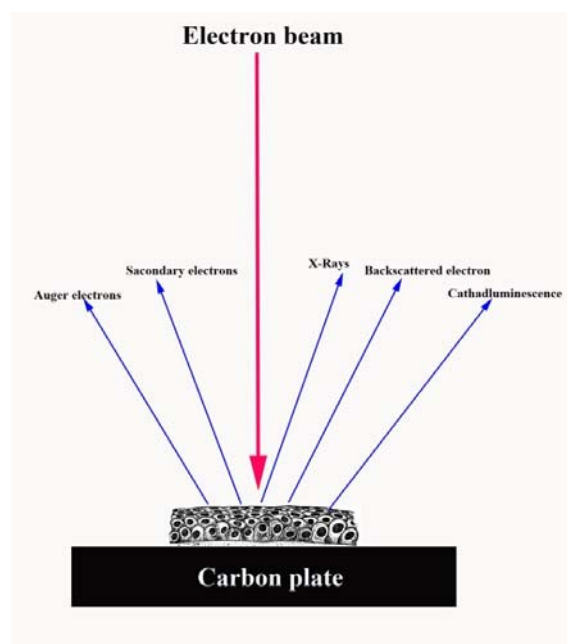 Electron beam
X-Rays
Sacondary electrons
Backscattered electron
Auger electrons
Cathadluminescence
Carbon plate